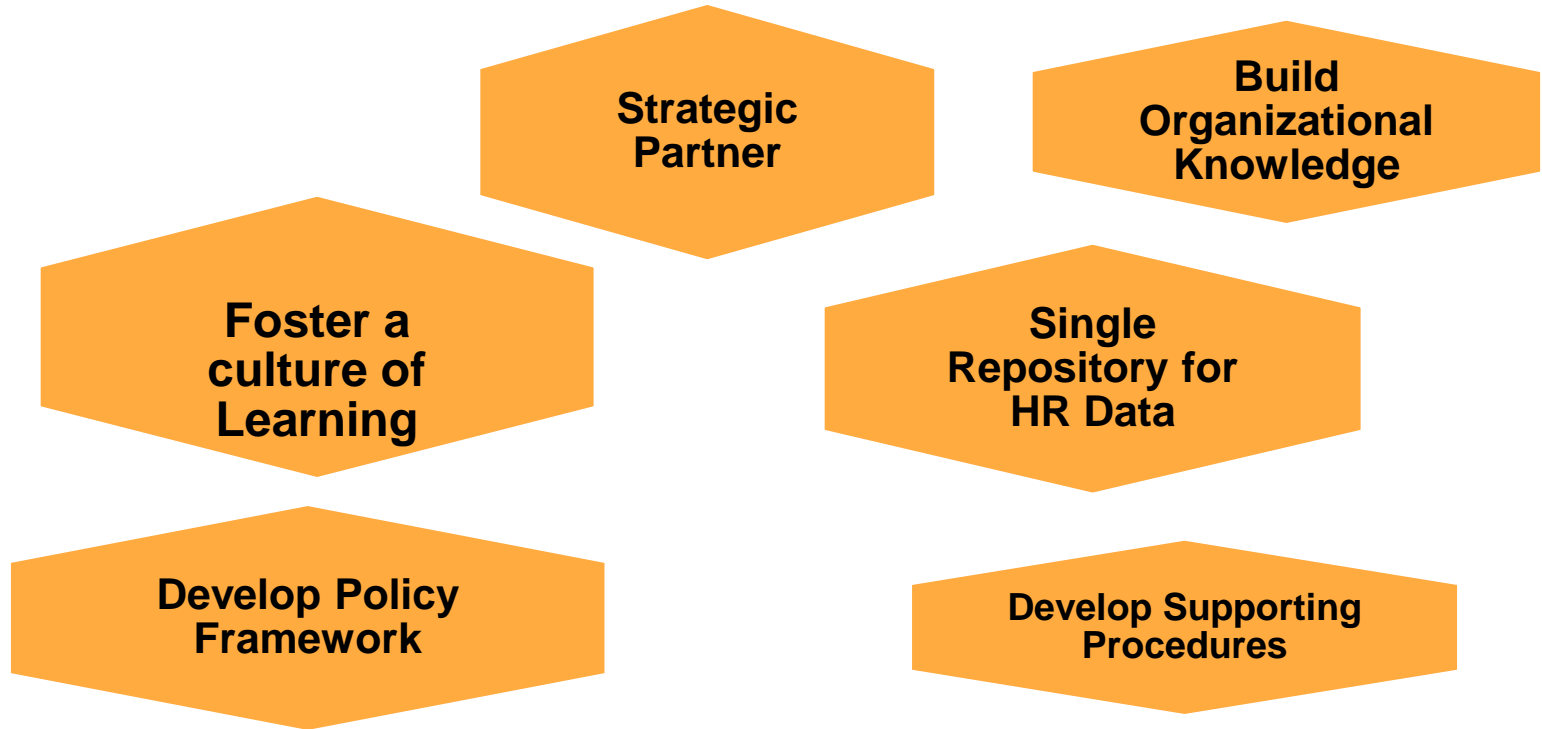 Strategic
Partner
Build
Organizational
Knowledge
Foster a
culture of
Learning
Single
Repository for
HR Data
Develop Policy
Framework
Develop Supporting
Procedures